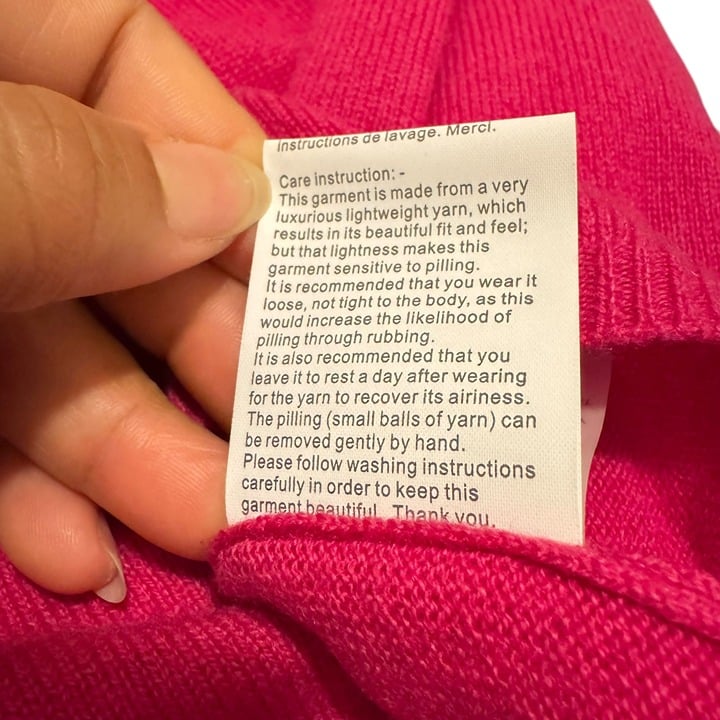 Instructions de lavage. Merci.
Care instruction: -
This garment is made from a very
luxurious lightweight yarn, which
results in its beautiful fit and feel;
but that lightness makes this
garment sensitive to pilling.
It is recommended that you wear it
loose, not tight to the body, as this
would increase the likelihood of
pilling through rubbing.
It is also recommended that you
leave it to rest a day after wearing
for the yarn to recover its airiness.
The pilling (small balls of yarn) can
be removed gently by hand.
Please follow washing instructions
carefully in order to keep this
garment beautiful. Thank you.